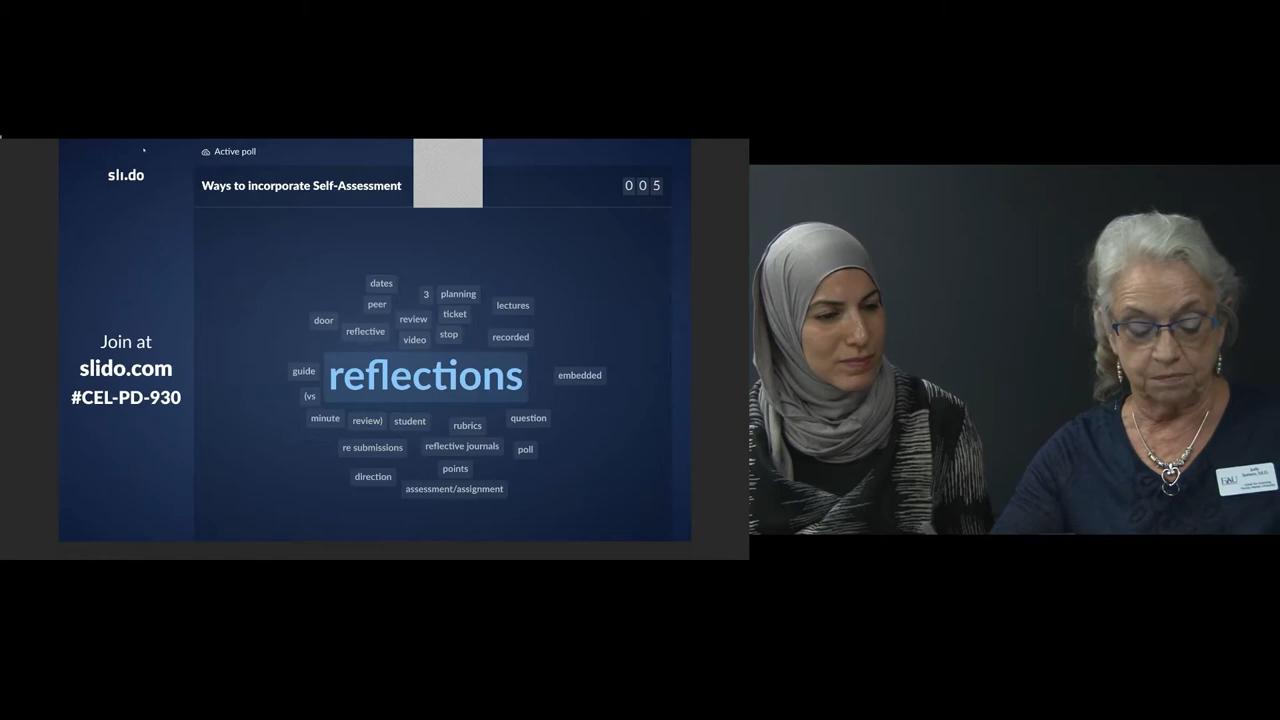 Active poll
slı.do
Ways to incorporate Self-Assessment
0 0 5
dates
3 planning
peer
lectures
door
review
ticket
reflective
video
stop
recorded
guide
reflections
embedded
(vs
minute
review)
student
rubrics
question
re submissions
reflective journals
poll
points
direction
assessment/assignment
Join at
slido.com
#CEL-PD-930
FAU